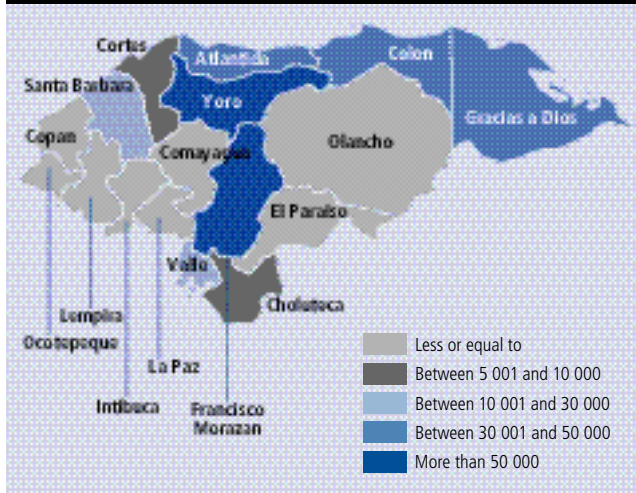 Cortes
Atlantida
Colon
Santa Barbara
Yoro
Gracias a Dios
Copan
Comayagua
Olancho
El Paraiso
Valle
Choluteca
Lempira
Ocotepeque
La Paz
Intibuca
Francisco
Morazan
Less or equal to
Between 5 001 and 10 000
Between 10 001 and 30 000
Between 30 001 and 50 000
More than 50 000